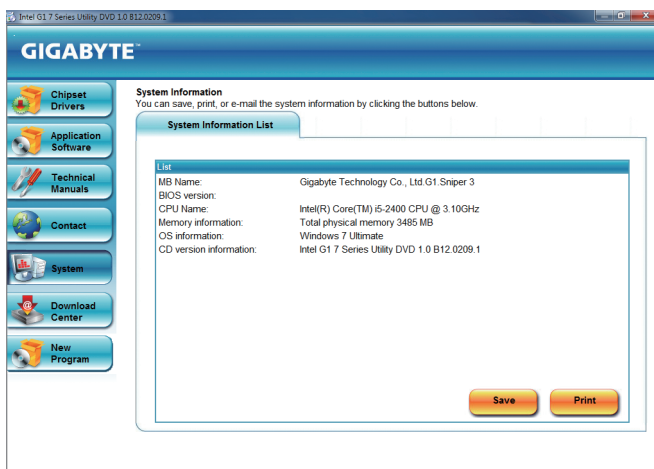 Intel G1 7 Series Utility DVD 1.0 B12.0209.1
GIGABYTE™
Chipset
Drivers
Application
Software
Technical
Manuals
Contact
System
Download
Center
New
Program
System Information
You can save, print, or e-mail the system information by clicking the buttons below.
System Information List
List
MB Name: Gigabyte Technology Co., Ltd.G1.Sniper 3
BIOS version:
CPU Name: Intel(R) Core(TM) i5-2400 CPU @ 3.10GHz
Memory information: Total physical memory 3485 MB
OS information: Windows 7 Ultimate
CD version information: Intel G1 7 Series Utility DVD 1.0 B12.0209.1
Save Print